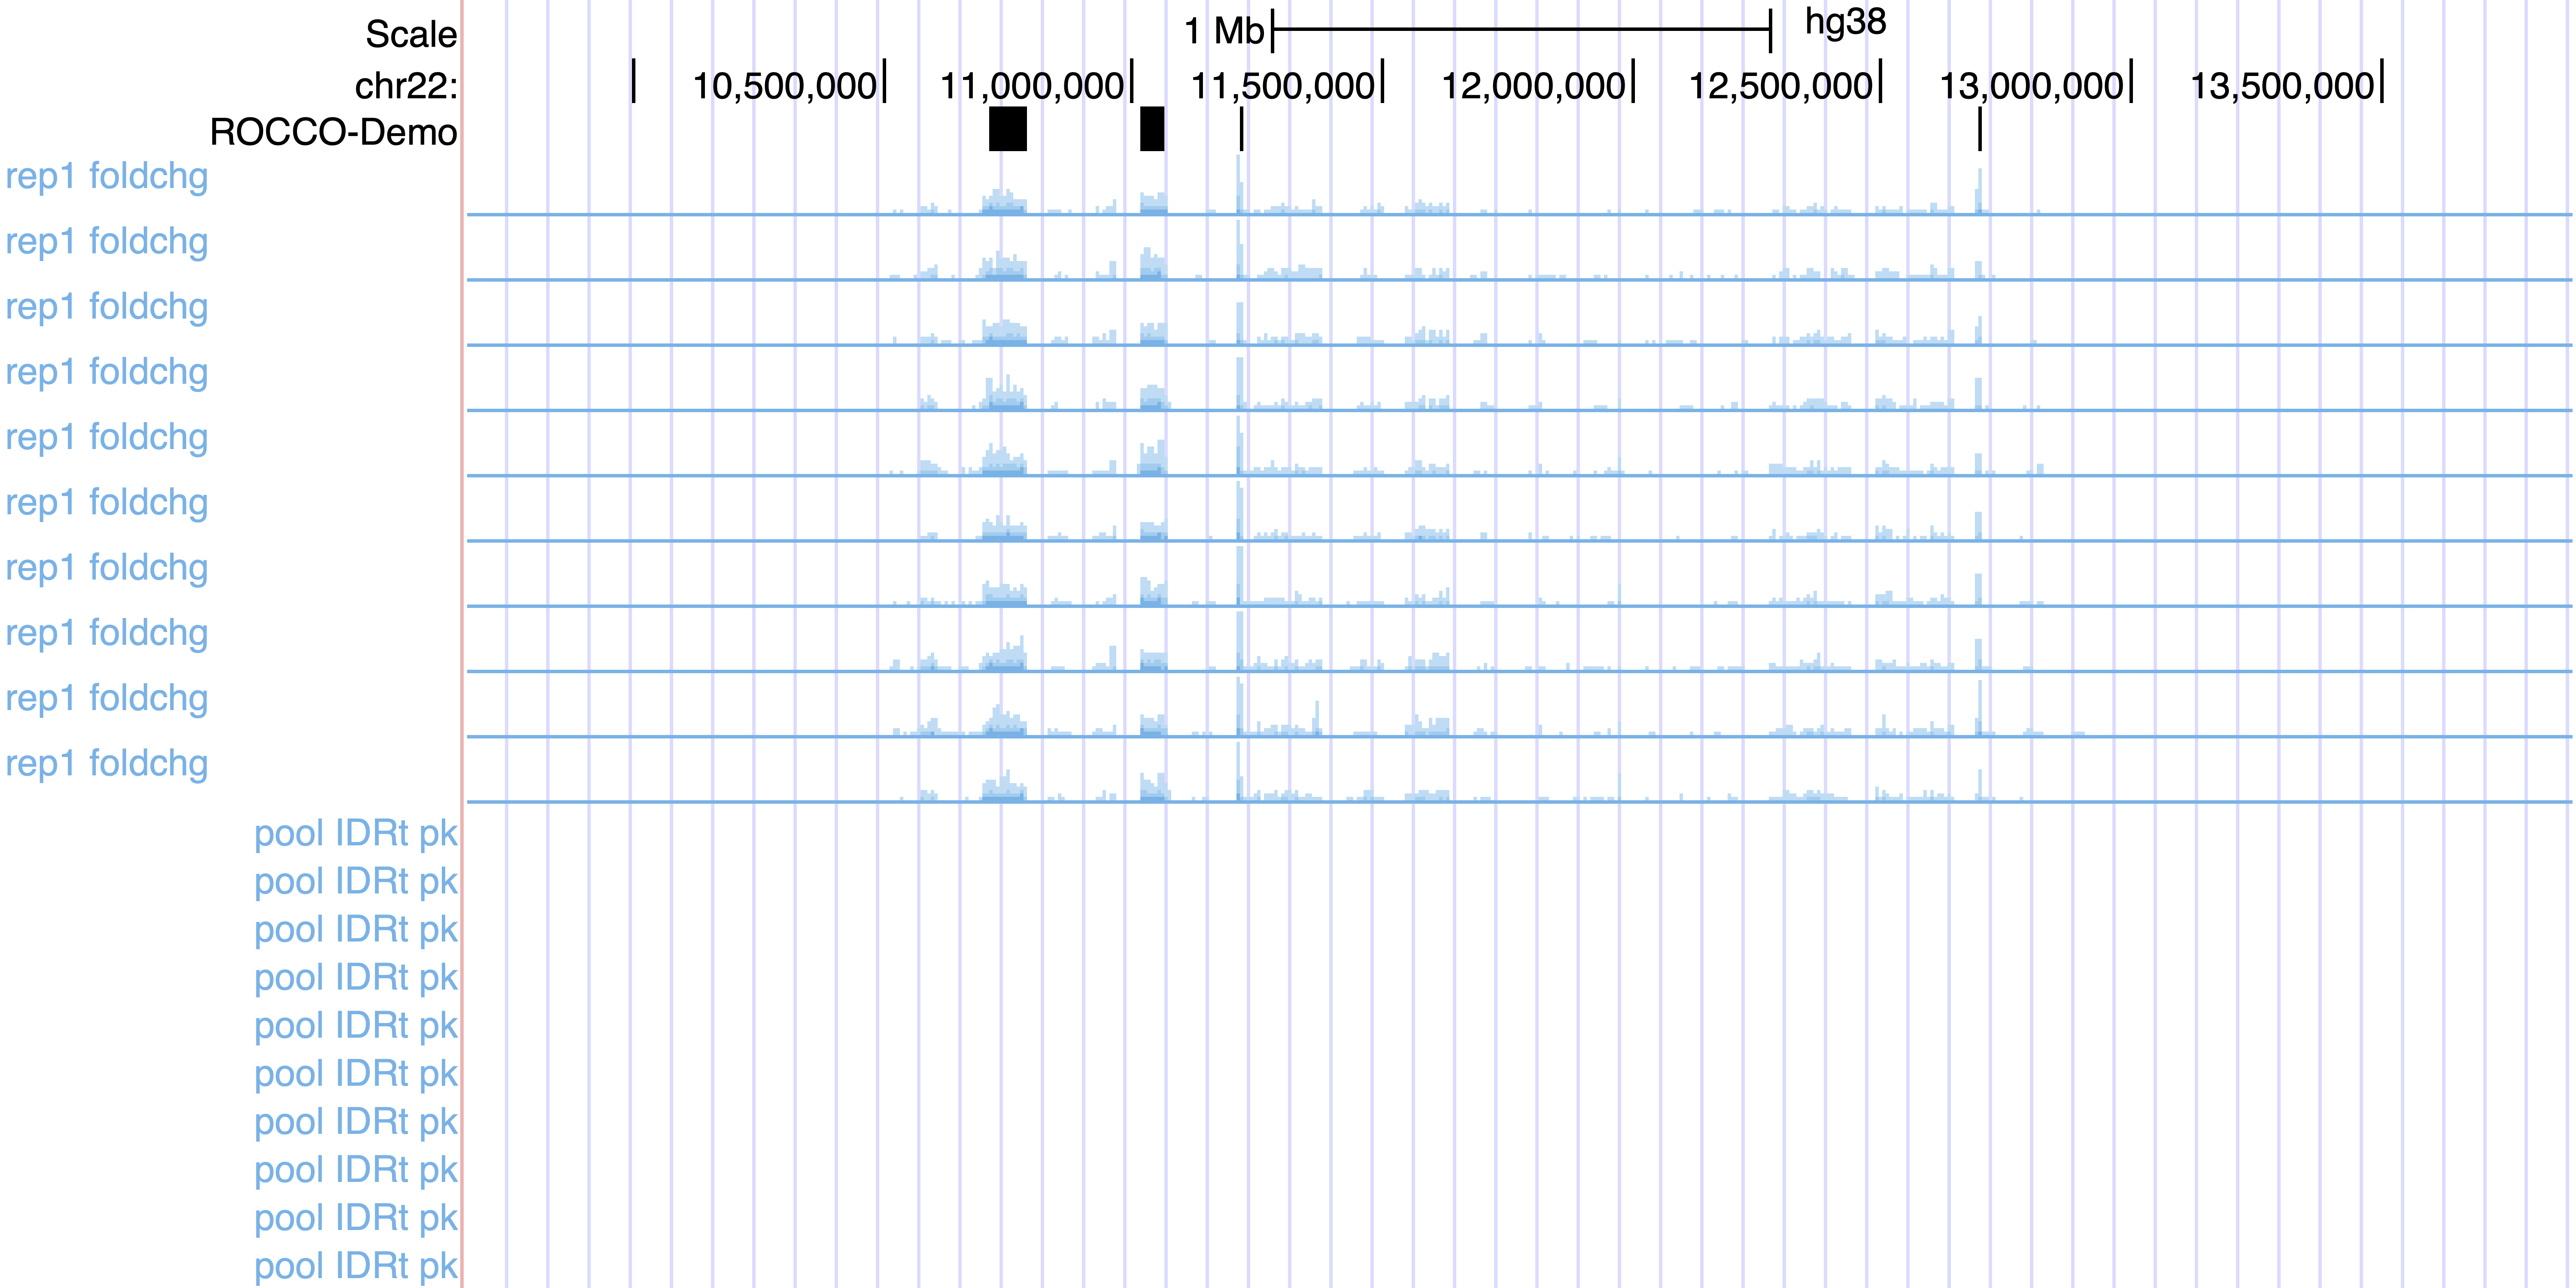 Scale 1 Mb hg38
chr22: 10,500,000 11,000,000 11,500,000 12,000,000 12,500,000 13,000,000 13,500,000
ROCCO-Demo
rep1 foldchg
rep1 foldchg
rep1 foldchg
rep1 foldchg
rep1 foldchg
rep1 foldchg
rep1 foldchg
rep1 foldchg
rep1 foldchg
rep1 foldchg
pool IDRt pk
pool IDRt pk
pool IDRt pk
pool IDRt pk
pool IDRt pk
pool IDRt pk
pool IDRt pk
pool IDRt pk
pool IDRt pk
pool IDRt pk